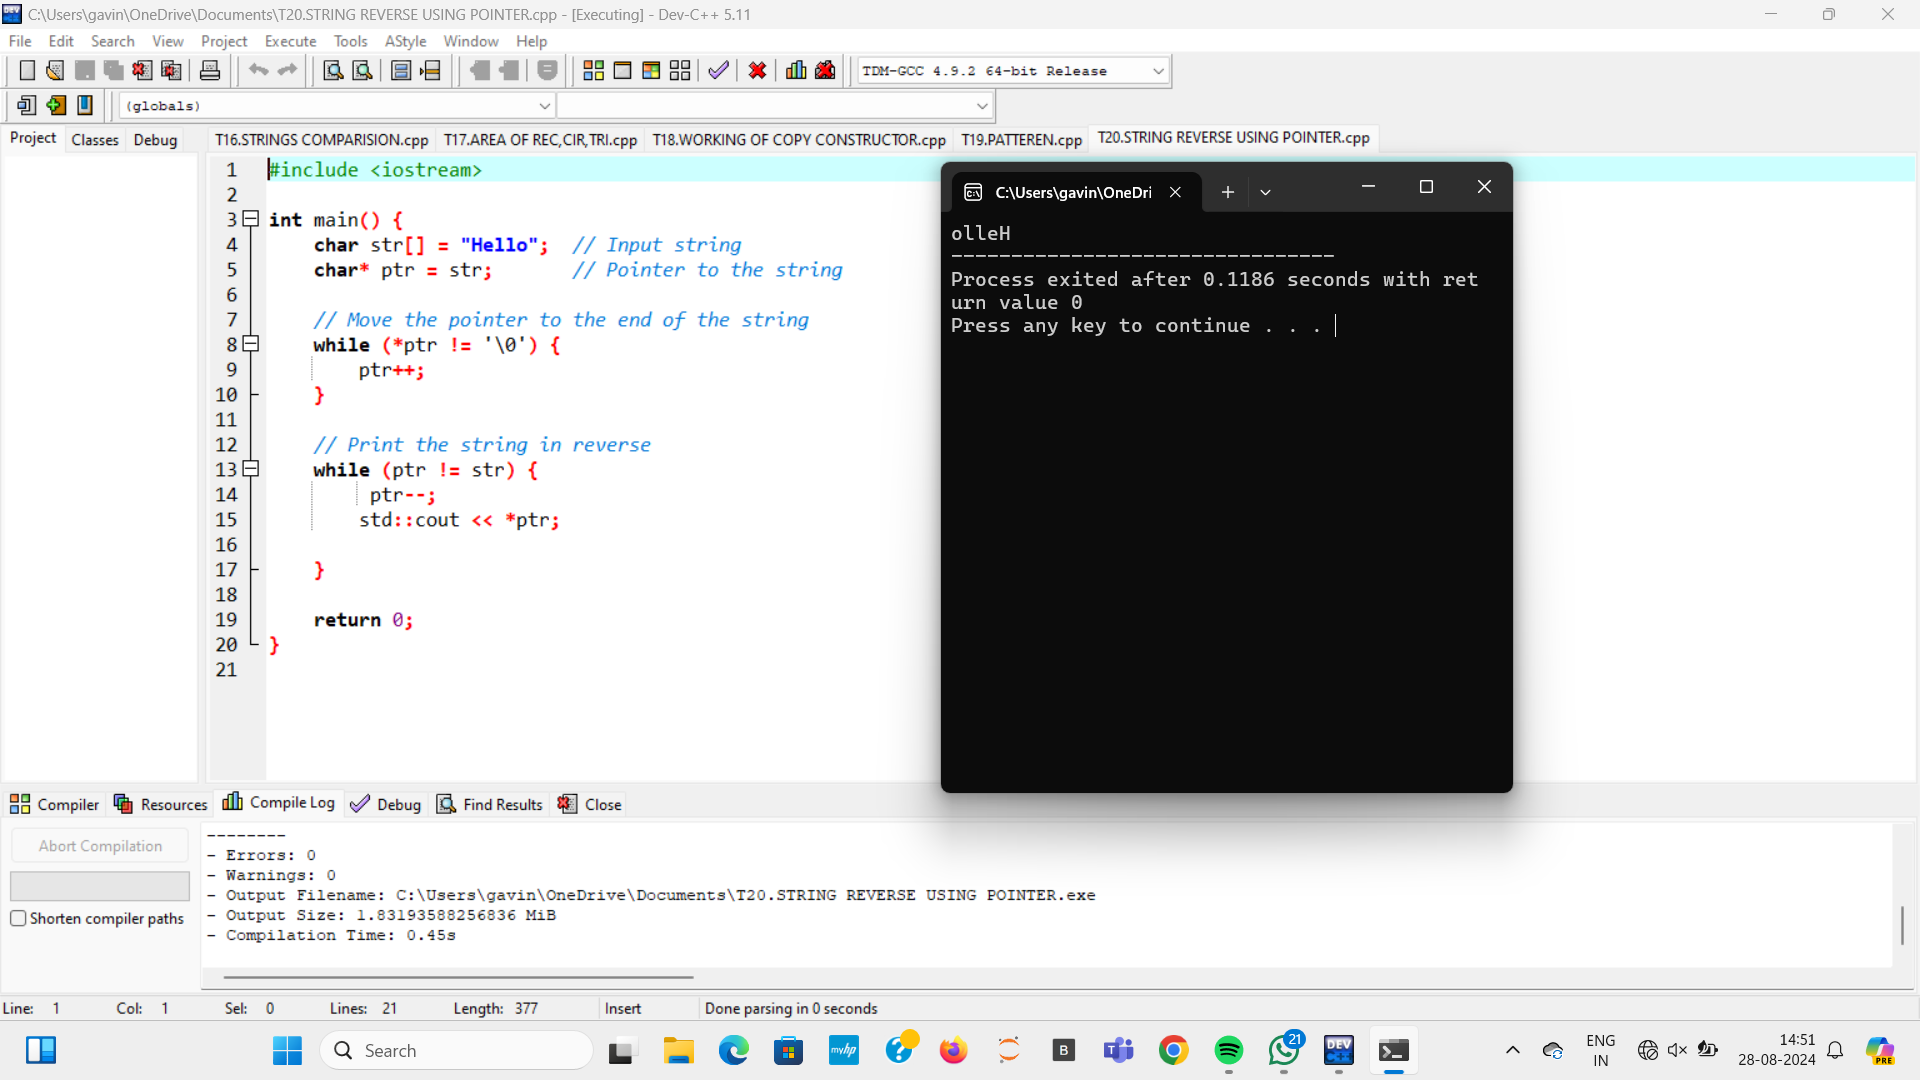 C:\Users\gavin\OneDrive\Documents\T20.STRING REVERSE USING POINTER.cpp - [Executing] - Dev-C++ 5.11
File Edit Search View Project Execute Tools AStyle Window Help
TDM-GCC 4.9.2 64-bit Release
(globals)
Project Classes Debug
T16.STRINGS COMPARISION.cpp T17.AREA OF REC,CIR,TRI.cpp T18.WORKING OF COPY CONSTRUCTOR.cpp T19.PATTEREN.cpp T20.STRING REVERSE USING POINTER.cpp
1 #include <iostream>
2
3 int main() {
4 char str[] = "Hello"; // Input string
5 char* ptr = str; // Pointer to the string
6
7 // Move the pointer to the end of the string
8 while (*ptr != '\0') {
9 ptr++;
10 }
11
12 // Print the string in reverse
13 while (ptr != str) {
14 ptr--;
15 std::cout << *ptr;
16
17 }
18
19 return 0;
20 }
21
C:\Users\gavin\OneDri
olleH
--------------------------------
Process exited after 0.1186 seconds with ret
urn value 0
Press any key to continue . . .
Compiler Resources Compile Log Debug Find Results Close
Abort Compilation
Shorten compiler paths
--------
- Errors: 0
- Warnings: 0
- Output Filename: C:\Users\gavin\OneDrive\Documents\T20.STRING REVERSE USING POINTER.exe
- Output Size: 1.83193588256836 MiB
- Compilation Time: 0.45s
Line: 1 Col: 1 Sel: 0 Lines: 21 Length: 377 Insert Done parsing in 0 seconds
Search
myhp
B
21
DEV
C++
ENG
IN
14:51
28-08-2024
PRE